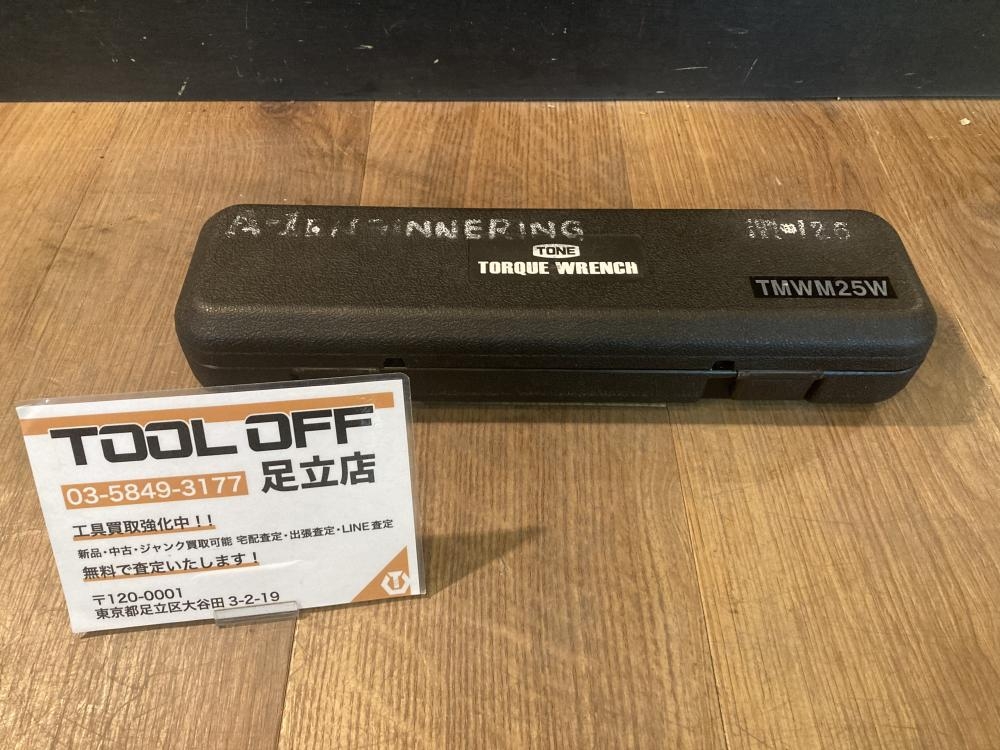 NNERING
TONE
TORQUE WRENCH
TMWM25W
TOOL OFF
03-5849-3177 足立店
工具買取強化中！！
新品・中古・ジャンク買取可能 宅配査定・出張査定・LINE査定
無料で査定いたします！
〒120-0001
東京都足立区大谷田 3-2-19